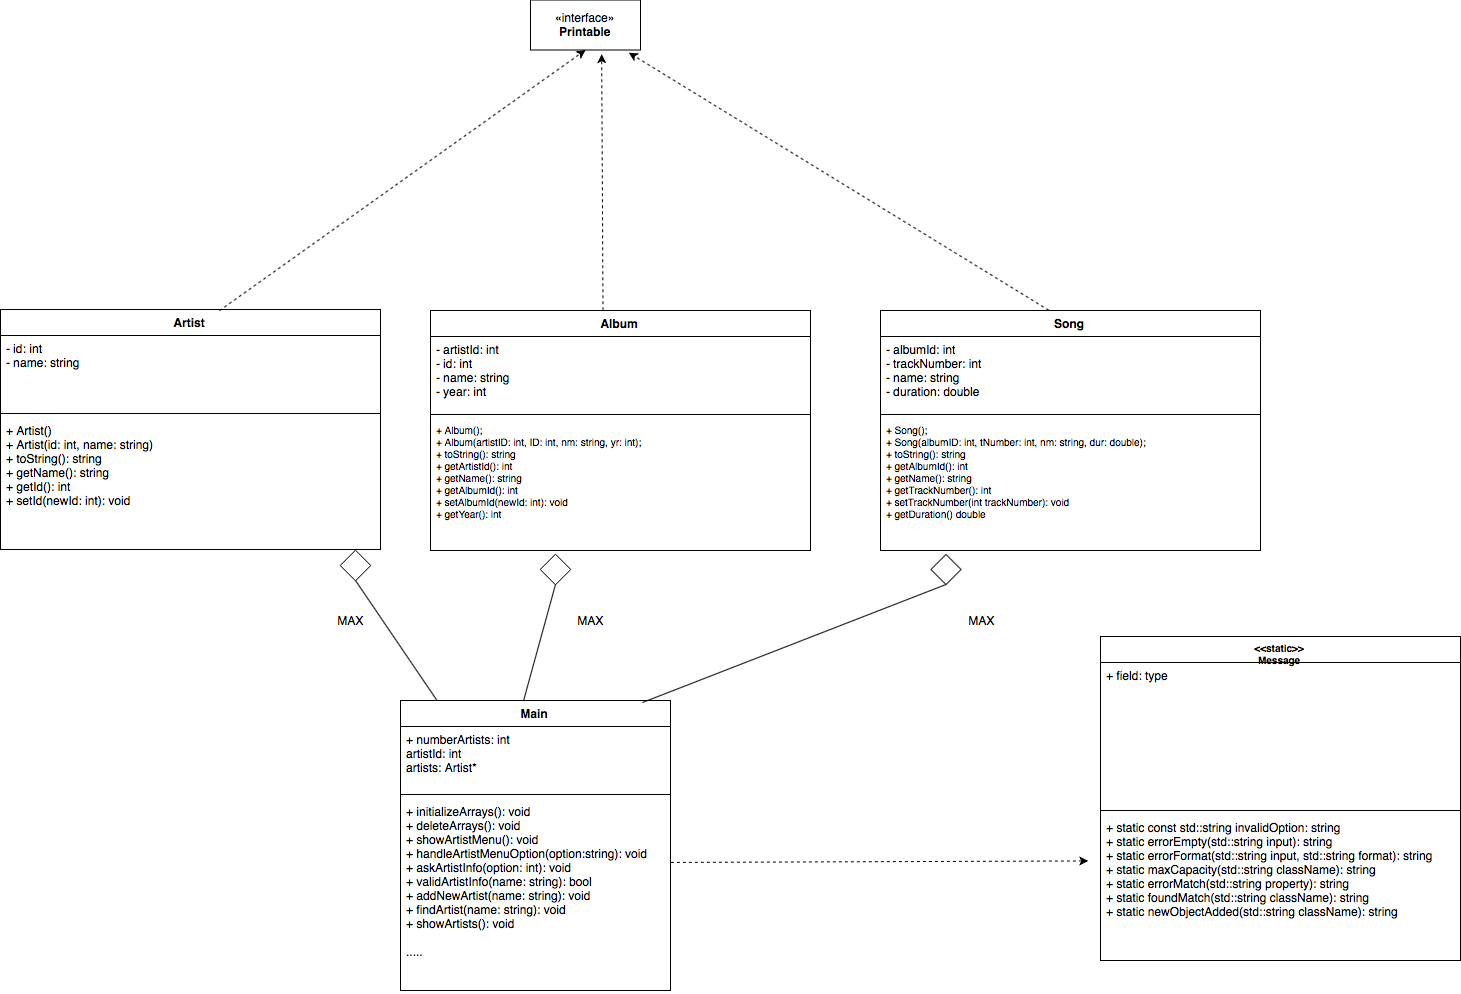 «interface»
Printable
Artist
- id: int
- name: string
+ Artist()
+ Artist(id: int, name: string)
+ toString(): string
+ getName(): string
+ getId(): int
+ setId(newId: int): void
Album
- artistId: int
- id: int
- name: string
- year: int
+ Album();
+ Album(artistID: int, ID: int, nm: string, yr: int);
+ toString(): string
+ getArtistId(): int
+ getName(): string
+ getAlbumId(): int
+ setAlbumId(newId: int): void
+ getYear(): int
Song
- albumId: int
- trackNumber: int
- name: string
- duration: double
+ Song();
+ Song(albumID: int, tNumber: int, nm: string, dur: double);
+ toString(): string
+ getAlbumId(): int
+ getName(): string
+ getTrackNumber(): int
+ setTrackNumber(int trackNumber): void
+ getDuration() double
MAX
MAX
MAX
Main
+ numberArtists: int
artistId: int
artists: Artist*
+ initializeArrays(): void
+ deleteArrays(): void
+ showArtistMenu(): void
+ handleArtistMenuOption(option:string): void
+ askArtistInfo(option: int): void
+ validArtistInfo(name: string): bool
+ addNewArtist(name: string): void
+ findArtist(name: string): void
+ showArtists(): void
.....
<<static>>
Message
+ field: type
+ static const std::string invalidOption: string
+ static errorEmpty(std::string input): string
+ static errorFormat(std::string input, std::string format): string
+ static maxCapacity(std::string className): string
+ static errorMatch(std::string property): string
+ static foundMatch(std::string className): string
+ static newObjectAdded(std::string className): string